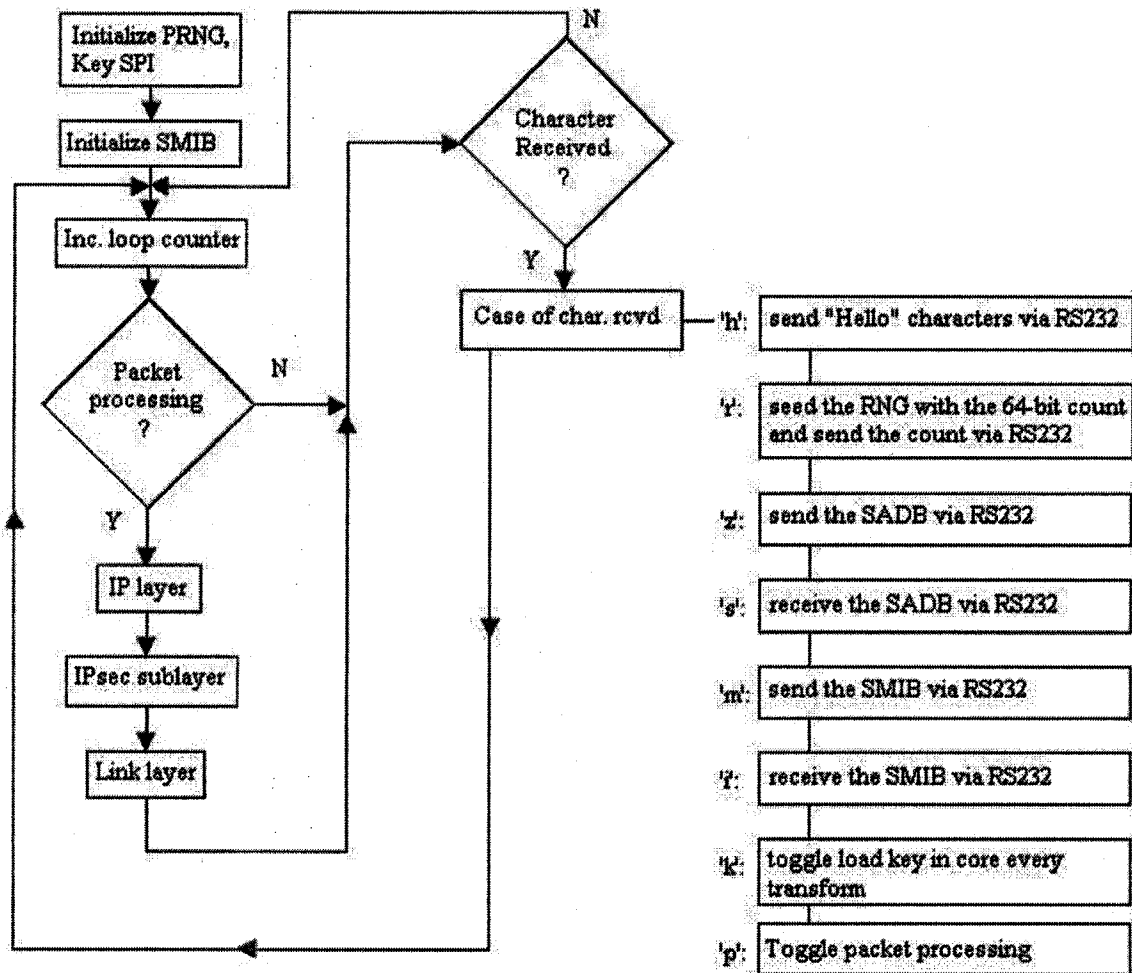 Initialize PRNG,
Key SPI
Initialize SMIB
Inc. loop counter
Packet
processing
?
N
Y
IP layer
IPsec sublayer
Link layer
N
Character
Received
?
Y
Case of char. rcvd
'h': send "Hello" characters via RS232
'r': seed the RNG with the 64-bit count
and send the count via RS232
'z': send the SADB via RS232
's': receive the SADB via RS232
'm': send the SMIB via RS232
receive the SMIB via RS232
'k': toggle load key in core every
transform
'p': Toggle packet processing